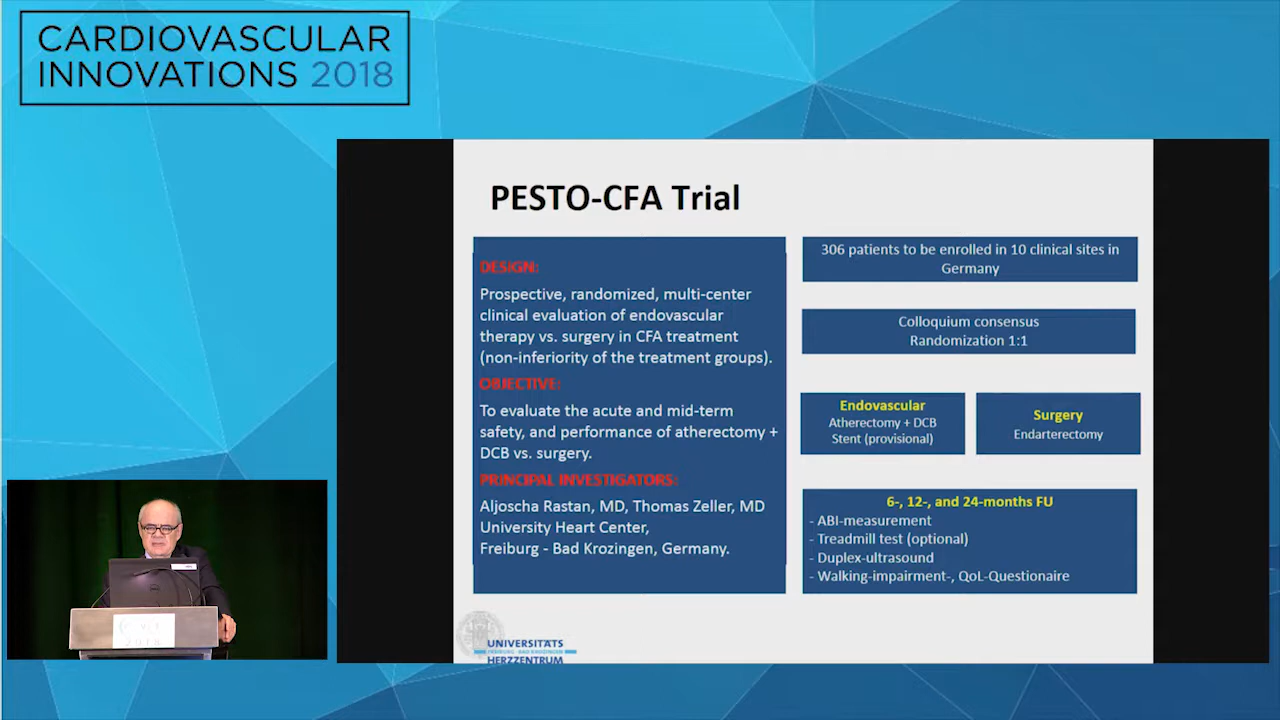 CARDIOVASCULAR
INNOVATIONS 2018
PESTO-CFA Trial
DESIGN:
Prospective, randomized, multi-center
clinical evaluation of endovascular
therapy vs. surgery in CFA treatment
(non-inferiority of the treatment groups).
OBJECTIVE:
To evaluate the acute and mid-term
safety, and performance of atherectomy +
DCB vs. surgery.
PRINCIPAL INVESTIGATORS:
Aljoscha Rastan, MD, Thomas Zeller, MD
University Heart Center,
Freiburg - Bad Krozingen, Germany.
306 patients to be enrolled in 10 clinical sites in
Germany
Colloquium consensus
Randomization 1:1
Endovascular
Atherectomy + DCB
Stent (provisional)
Surgery
Endarterectomy
6-, 12-, and 24-months FU
- ABI-measurement
- Treadmill test (optional)
- Duplex-ultrasound
- Walking-impairment-, QoL-Questionaire
UNIVERSITÄTS
FREIBURG · BAD KROZINGEN
HERZZENTRUM
2018